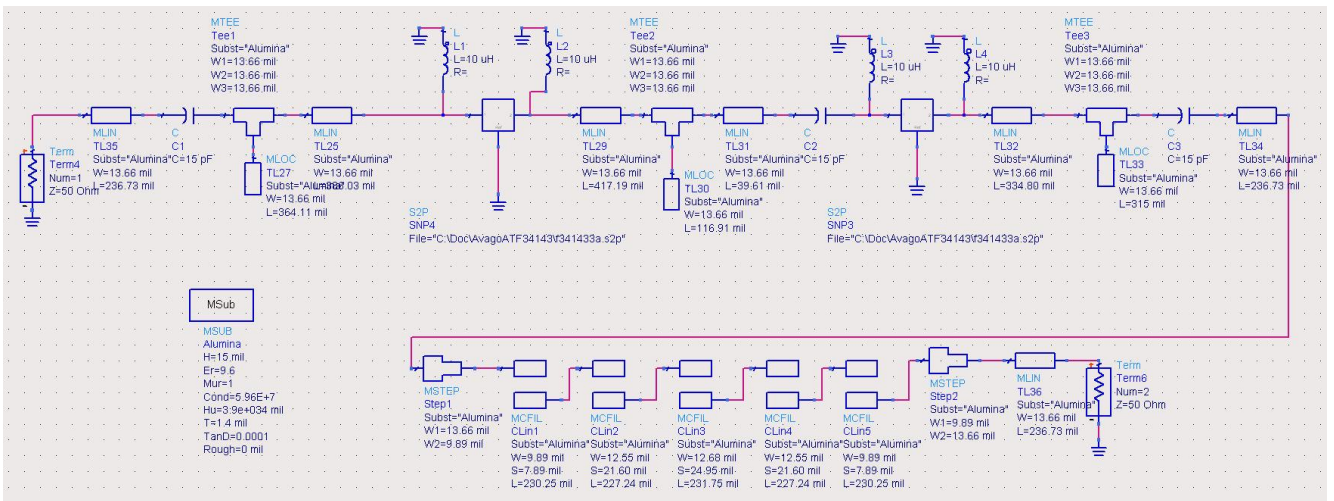 MTEE
Tee1
Subst="Alumina"
W1=13.66 mil
W2=13.66 mil
W3=13.66 mil
L
L1
L=10 uH
R=
L
L2
L=10 uH
R=
MTEE
Tee2
Subst="Alumina"
W1=13.66 mil
W2=13.66 mil
W3=13.66 mil
L
L3
L=10 uH
R=
L
L4
L=10 uH
R=
MTEE
Tee3
Subst="Alumina"
W1=13.66 mil
W2=13.66 mil
W3=13.66 mil
Term
Term4
Num=1
Z=50 Ohm
MLIN
TL35
Subst="Alumina"
W=13.66 mil
L=236.73 mil
C
C1
C=15 pF
MLOC
TL27
Subst="Alumina"
W=13.66 mil
L=364.11 mil
MLIN
TL25
Subst="Alumina"
W=13.66 mil
S2P
SNP4
File="C:\Doc\AvagoATF34143\f341433a.s2p"
MLIN
TL29
Subst="Alumina"
W=13.66 mil
L=417.19 mil
MLOC
TL30
Subst="Alumina"
W=13.66 mil
L=116.91 mil
MLIN
TL31
Subst="Alumina"
W=13.66 mil
L=39.61 mil
C
C2
C=15 pF
S2P
SNP3
File="C:\Doc\AvagoATF34143\f341433a.s2p"
MLIN
TL32
Subst="Alumina"
W=13.66 mil
L=334.80 mil
MLOC
TL33
Subst="Alumina"
W=13.66 mil
L=315 mil
C
C3
C=15 pF
MLIN
TL34
Subst="Alumina"
W=13.66 mil
L=236.73 mil
MSub
MSUB
Alumina
H=15 mil
Er=9.6
Mur=1
Cond=5.96E+7
Hu=3.9e+034 mil
T=1.4 mil
TanD=0.0001
Rough=0 mil
MSTEP
Step1
Subst="Alumina"
W1=13.66 mil
W2=9.89 mil
MCFIL
CLin1
Subst="Alumina"
W=9.89 mil
S=7.89 mil
L=230.25 mil
MCFIL
CLin2
Subst="Alumina"
W=12.55 mil
S=21.60 mil
L=227.24 mil
MCFIL
CLin3
Subst="Alumina"
W=12.68 mil
S=24.95 mil
L=231.75 mil
MCFIL
CLin4
Subst="Alumina"
W=12.55 mil
S=21.60 mil
L=227.24 mil
MCFIL
CLin5
Subst="Alumina"
W=9.89 mil
S=7.89 mil
L=230.25 mil
MSTEP
Step2
Subst="Alumina"
W1=9.89 mil
W2=13.66 mil
MLIN
TL36
Subst="Alumina"
W=13.66 mil
L=236.73 mil
Term
Term6
Num=2
Z=50 Ohm